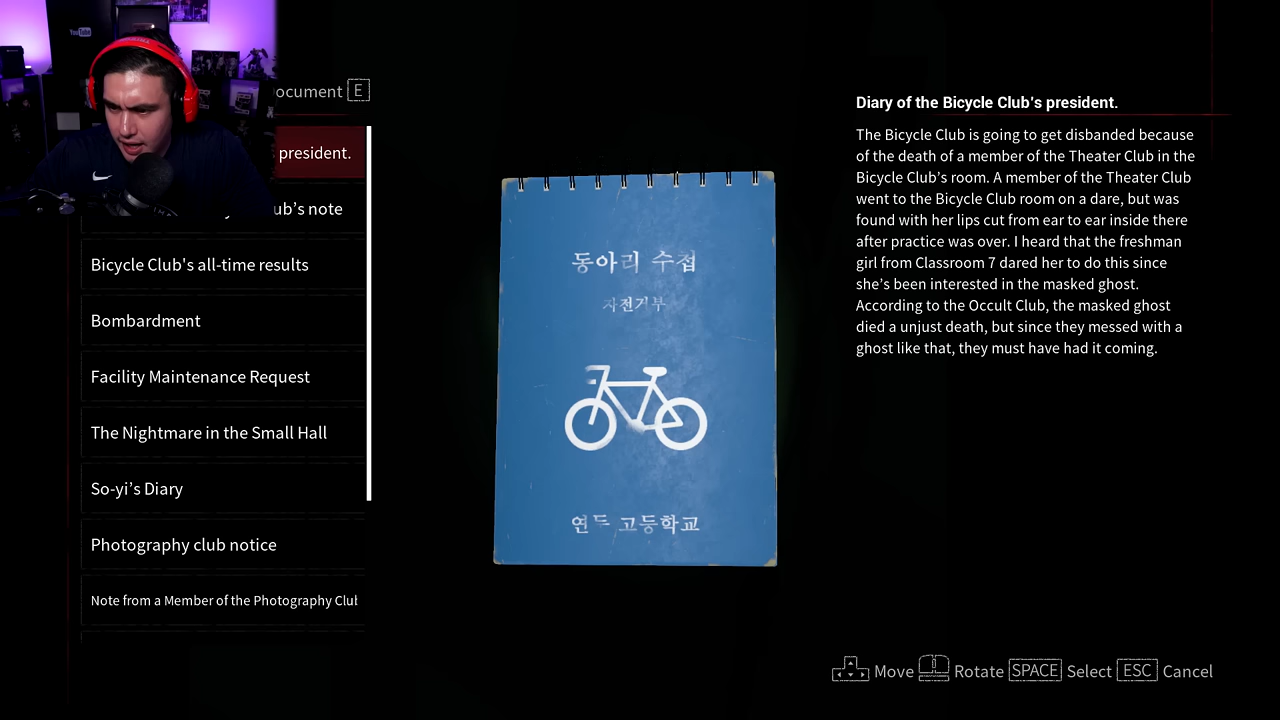 YouTube
ocument E
president.
ub's note
Bicycle Club's all-time results
Bombardment
Facility Maintenance Request
The Nightmare in the Small Hall
So-yi's Diary
Photography club notice
Note from a Member of the Photography Club
동아리 수첩
자전거부
연두 고등학교
Diary of the Bicycle Club's president.
The Bicycle Club is going to get disbanded because
of the death of a member of the Theater Club in the
Bicycle Club's room. A member of the Theater Club
went to the Bicycle Club room on a dare, but was
found with her lips cut from ear to ear inside there
after practice was over. I heard that the freshman
girl from Classroom 7 dared her to do this since
she's been interested in the masked ghost.
According to the Occult Club, the masked ghost
died a unjust death, but since they messed with a
ghost like that, they must have had it coming.
Move Rotate SPACE Select ESC Cancel